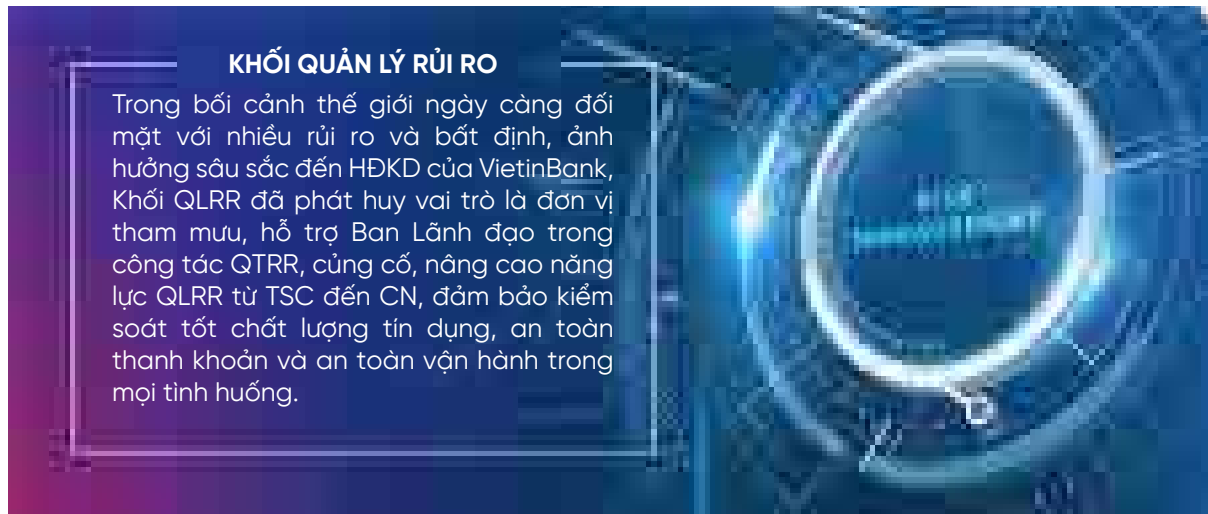 KHỐI QUẢN LÝ RỦI RO
Trong bối cảnh thế giới ngày càng đối
mặt với nhiều rủi ro và bất định, ảnh
hưởng sâu sắc đến HĐKD của VietinBank,
Khối QLRR đã phát huy vai trò là đơn vị
tham mưu, hỗ trợ Ban Lãnh đạo trong
công tác QTRR, củng cố, nâng cao năng
lực QLRR từ TSC đến CN, đảm bảo kiểm
soát tốt chất lượng tín dụng, an toàn
thanh khoản và an toàn vận hành trong
mọi tình huống.